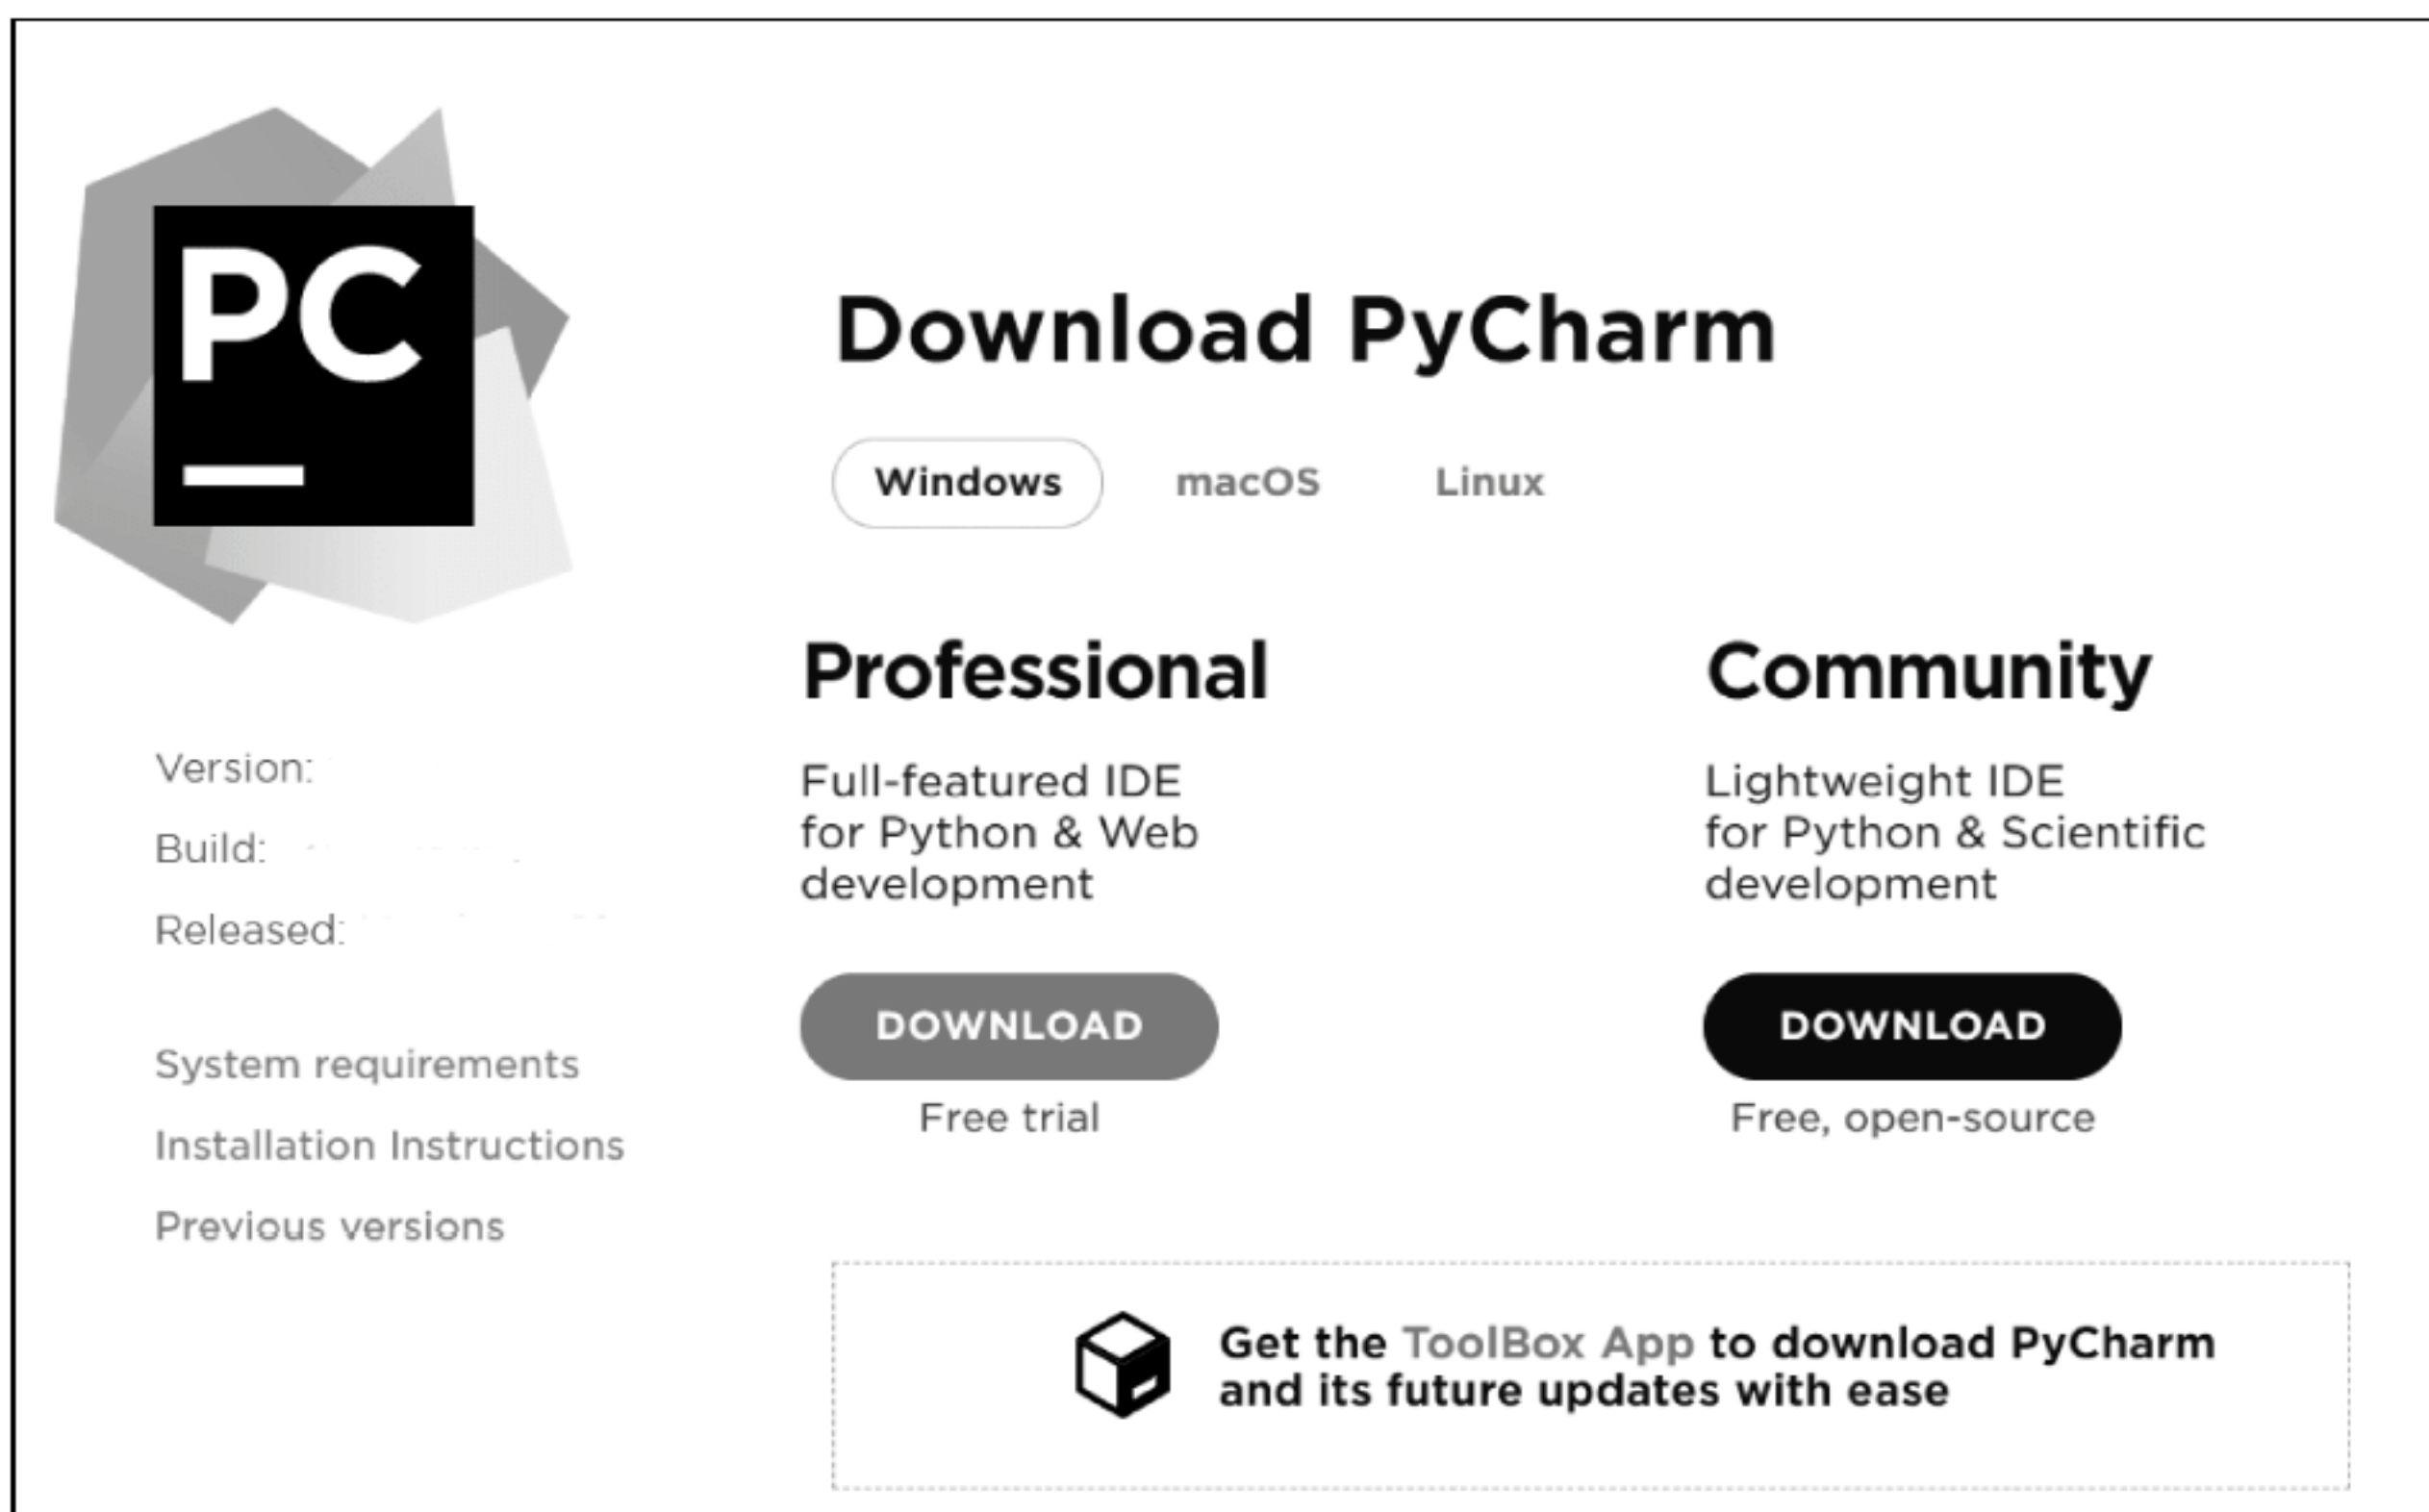 PC
Download PyCharm
Windows macOS Linux
Professional
Full-featured IDE
for Python & Web
development
DOWNLOAD
Free trial
Community
Lightweight IDE
for Python & Scientific
development
DOWNLOAD
Free, open-source
Version:
Build:
Released:
System requirements
Installation Instructions
Previous versions
Get the ToolBox App to download PyCharm
and its future updates with ease